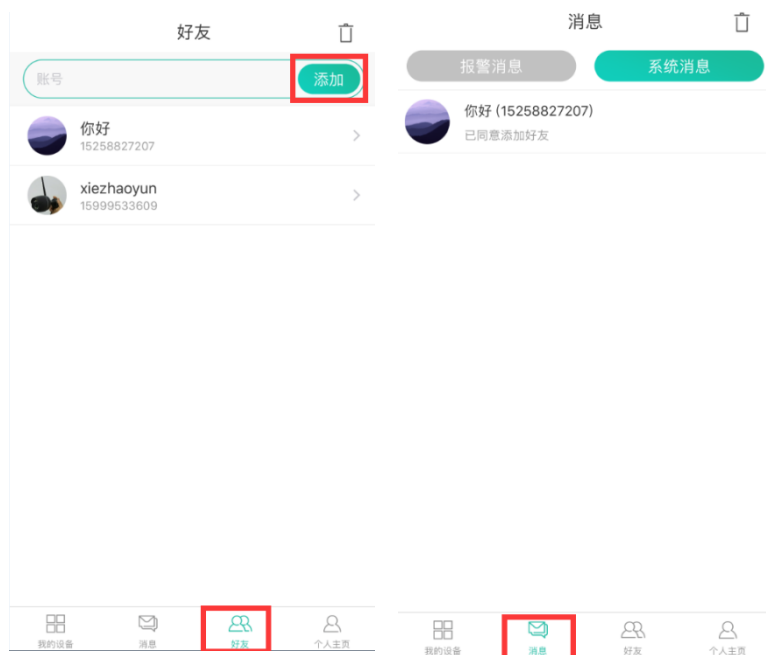 好友
账号
添加
你好
15258827207
xiezhaoyun
15999533609
我的设备
消息
好友
个人主页
消息
报警消息
系统消息
你好 (15258827207)
已同意添加好友
我的设备
消息
好友
个人主页